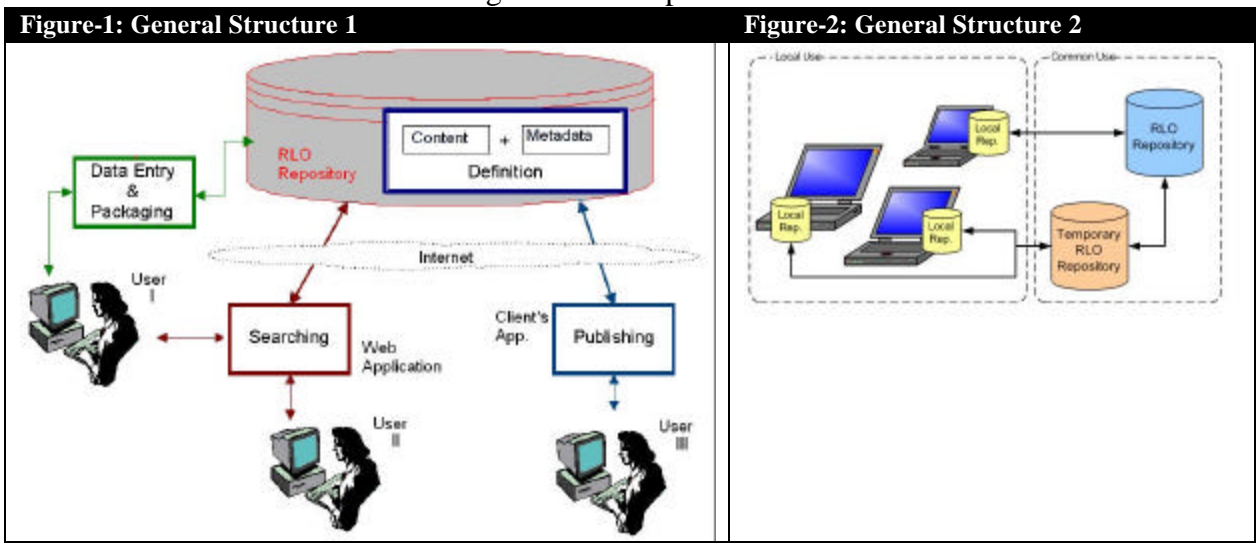 Figure-1: General Structure 1
Content
+
Metadata
Definition
RLO
Repository
Data Entry
&
Packaging
Internet
User
I
Searching
Web
Application
Client's
App.
Publishing
User
II
User
III
Figure-2: General Structure 2
Local Use
Common Use
Local
Rep.
RLO
Repository
Local
Rep.
Local
Rep.
Temporary
RLO
Repository